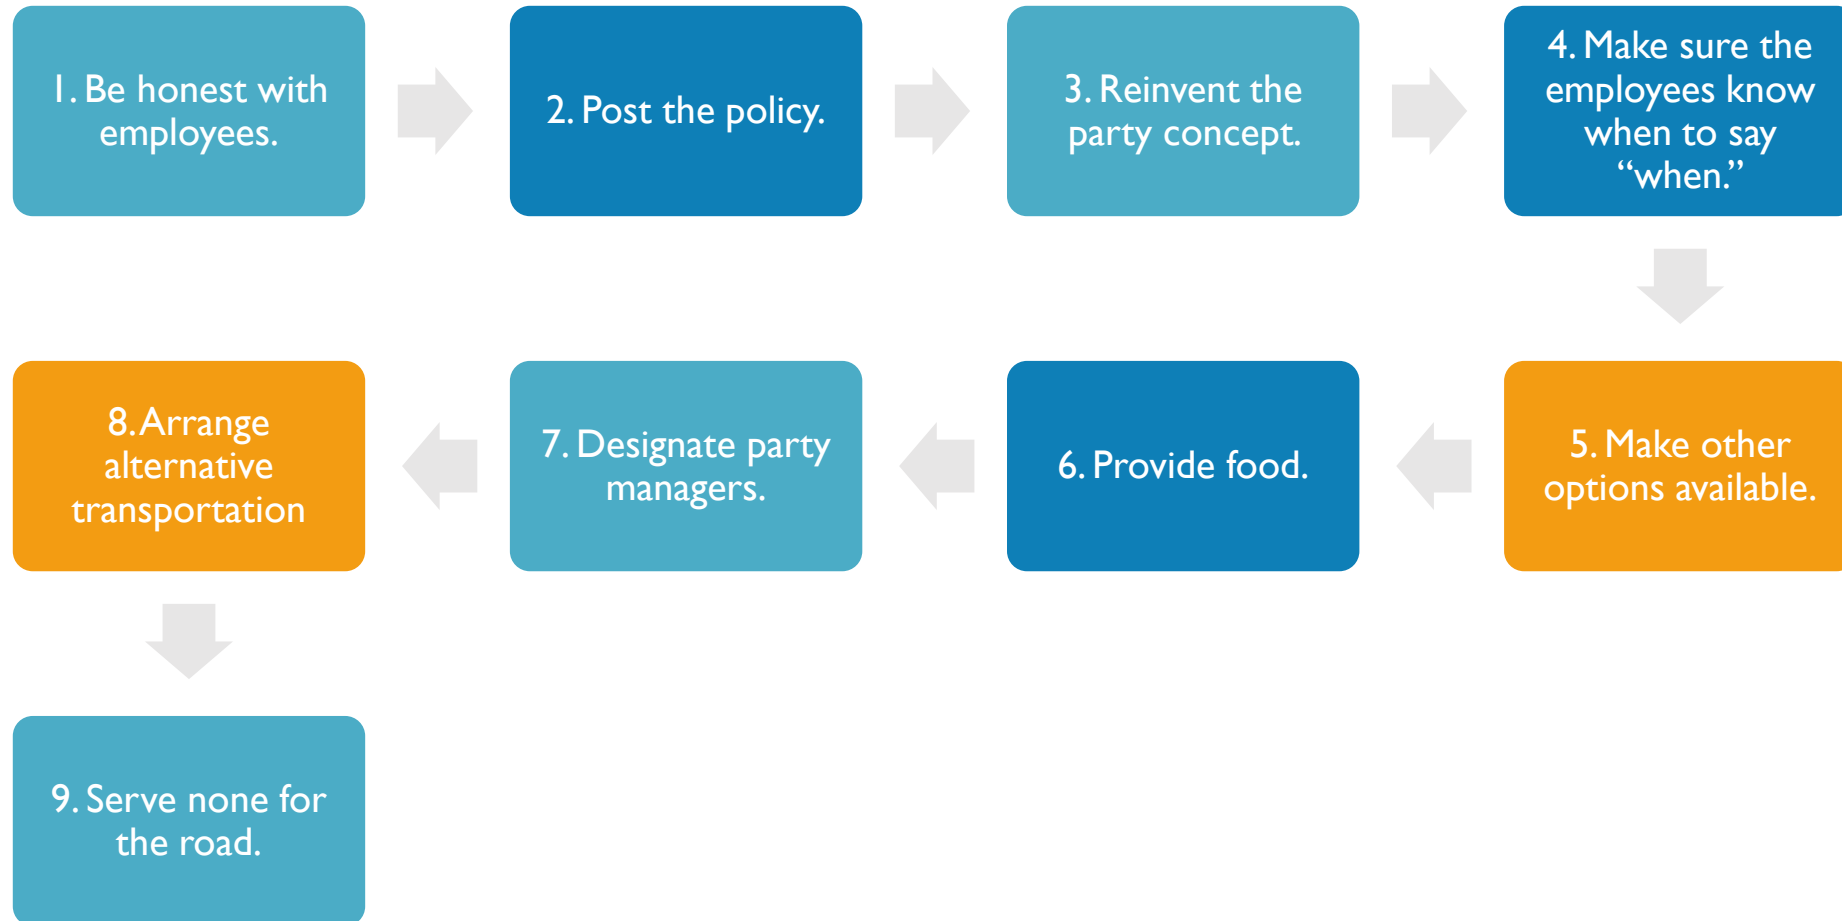 1. Be honest with
employees.
2. Post the policy.
3. Reinvent the
party concept.
4. Make sure the
employees know
when to say
“when.”
5. Make other
options available.
6. Provide food.
7. Designate party
managers.
8. Arrange
alternative
transportation
9. Serve none for
the road.